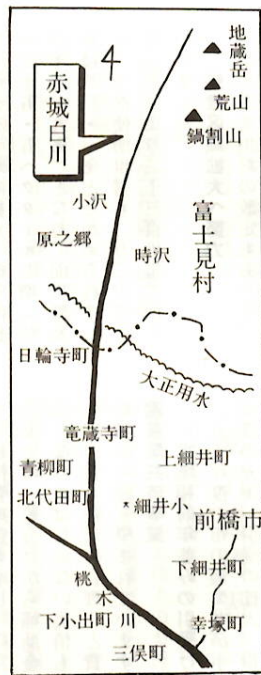 地蔵岳
荒山
鍋割山
赤城白川
小沢
原之郷
時沢
富士見村
日輪寺町
大正用水
竜蔵寺町
青柳町
北代田町
上細井町
細井小
前橋市
桃木川
下細井町
下小出町
幸塚町
三俣町